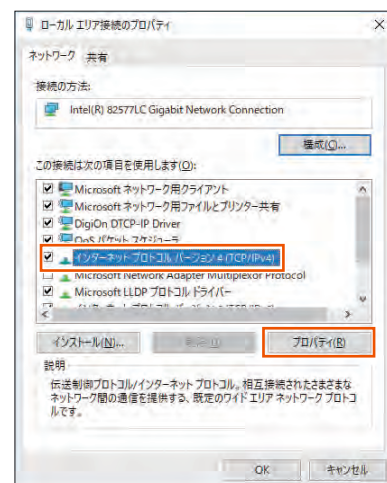 ローカル エリア接続のプロパティ
ネットワーク 共有
接続の方法:
Intel(R) 82577LC Gigabit Network Connection
構成(C)...
この接続は次の項目を使用します(O):
Microsoft ネットワーク用クライアント
Microsoft ネットワーク用ファイルとプリンター共有
DigiOn DTCP-IP Driver
QoS パケット スケジューラ
インターネット プロトコル バージョン 4 (TCP/IPv4)
Microsoft Network Adapter Multiplexor Protocol
Microsoft LLDP プロトコル ドライバー
インストール(N)...
プロパティ(R)
説明
伝送制御プロトコル/インターネット プロトコル。相互接続されたさまざまな
ネットワーク間の通信を提供する、既定のワイド エリア ネットワーク プロトコ
ルです。
OK キャンセル